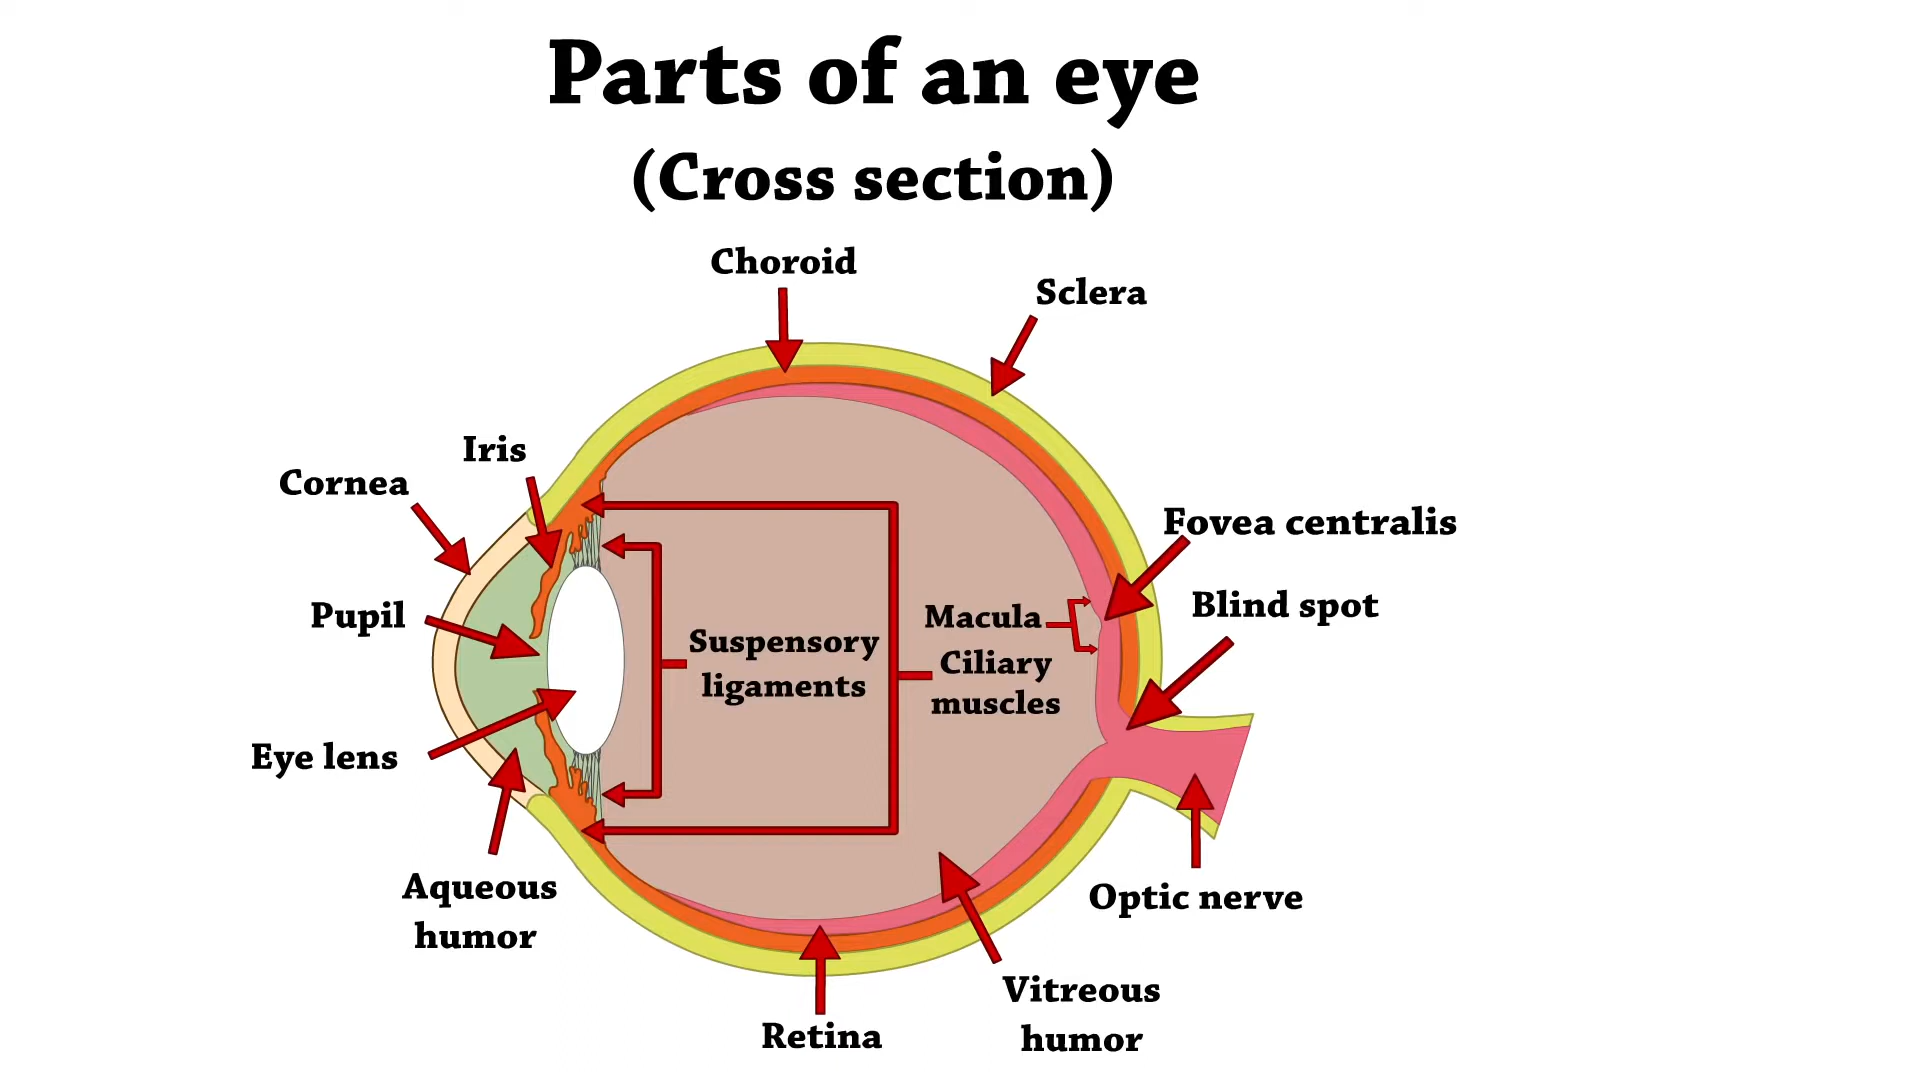 Parts of an eye
(Cross section)
Choroid
Sclera
Iris
Cornea
Fovea centralis
Blind spot
Pupil
Macula
Suspensory
ligaments
Ciliary
muscles
Eye lens
Aqueous
humor
Optic nerve
Vitreous
humor
Retina